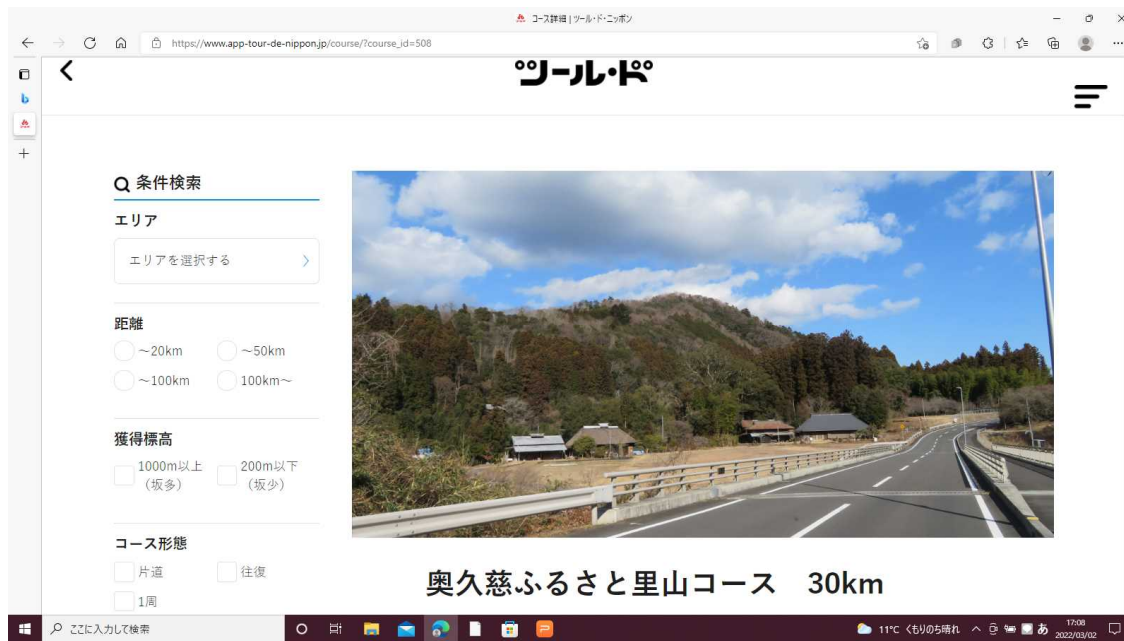 コース詳細 | ツール・ド・ニッポン
https://www.app-tour-de-nippon.jp/course/?course_id=508
ツール・ド
条件検索
エリア
エリアを選択する
距離
～20km ～50km
～100km 100km～
獲得標高
1000m以上 200m以下
（坂多） （坂少）
コース形態
片道 往復
1周
奥久慈ふるさと里山コース 30km
ここに入力して検索
11°C くもりのち晴れ
あ
17:08
2022/03/02